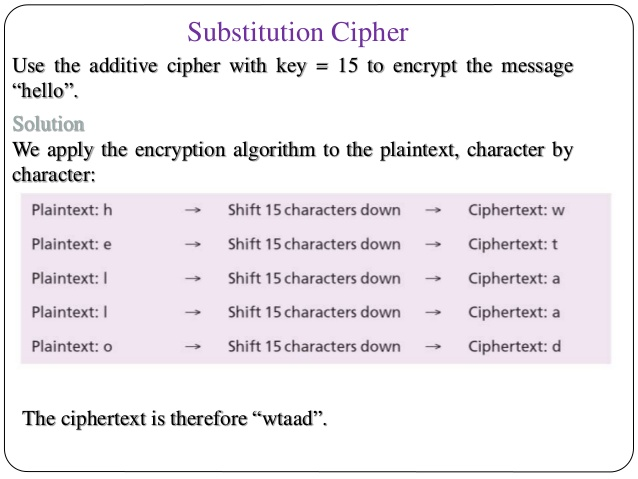 Substitution Cipher
Use the additive cipher with key = 15 to encrypt the message
“hello”.
Solution
We apply the encryption algorithm to the plaintext, character by
character:
Plaintext: h → Shift 15 characters down → Ciphertext: w
Plaintext: e → Shift 15 characters down → Ciphertext: t
Plaintext: l → Shift 15 characters down → Ciphertext: a
Plaintext: l → Shift 15 characters down → Ciphertext: a
Plaintext: o → Shift 15 characters down → Ciphertext: d
The ciphertext is therefore “wtaad”.